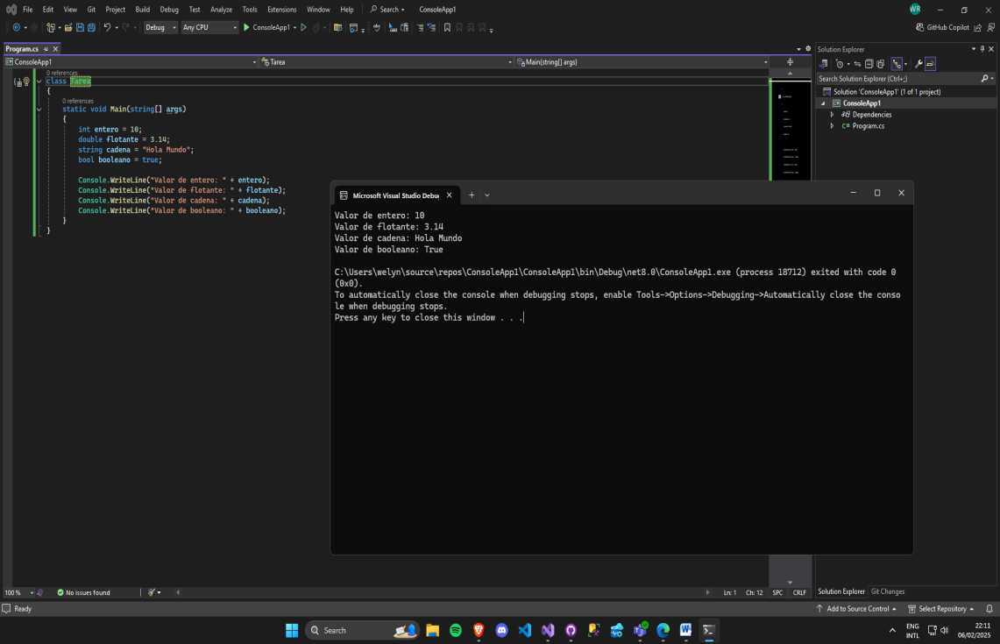 File Edit View Git Project Build Debug Test Analyze Tools Extensions Window Help Search ConsoleApp1 WR
Debug Any CPU ConsoleApp1 GitHub Copilot
Program.cs
ConsoleApp1 Tarea Main(string[] args)
0 references
class Tarea
{
0 references
static void Main(string[] args)
{
int entero = 10;
double flotante = 3.14;
string cadena = "Hola Mundo";
bool booleano = true;
Console.WriteLine("Valor de entero: " + entero);
Console.WriteLine("Valor de flotante: " + flotante);
Console.WriteLine("Valor de cadena: " + cadena);
Console.WriteLine("Valor de booleano: " + booleano);
}
}
Solution Explorer
Search Solution Explorer (Ctrl+;)
Solution 'ConsoleApp1' (1 of 1 project)
ConsoleApp1
Dependencies
C# Program.cs
Microsoft Visual Studio Debu
Valor de entero: 10
Valor de flotante: 3.14
Valor de cadena: Hola Mundo
Valor de booleano: True
C:\Users\welyn\source\repos\ConsoleApp1\ConsoleApp1\bin\Debug\net8.0\ConsoleApp1.exe (process 18712) exited with code 0
(0x0).
To automatically close the console when debugging stops, enable Tools->Options->Debugging->Automatically close the conso
le when debugging stops.
Press any key to close this window . . .
100 % No issues found Ln: 1 Ch: 12 SPC CRLF
Solution Explorer Git Changes
Ready Add to Source Control Select Repository
Search
ENG
INTL
22:11
06/02/2025